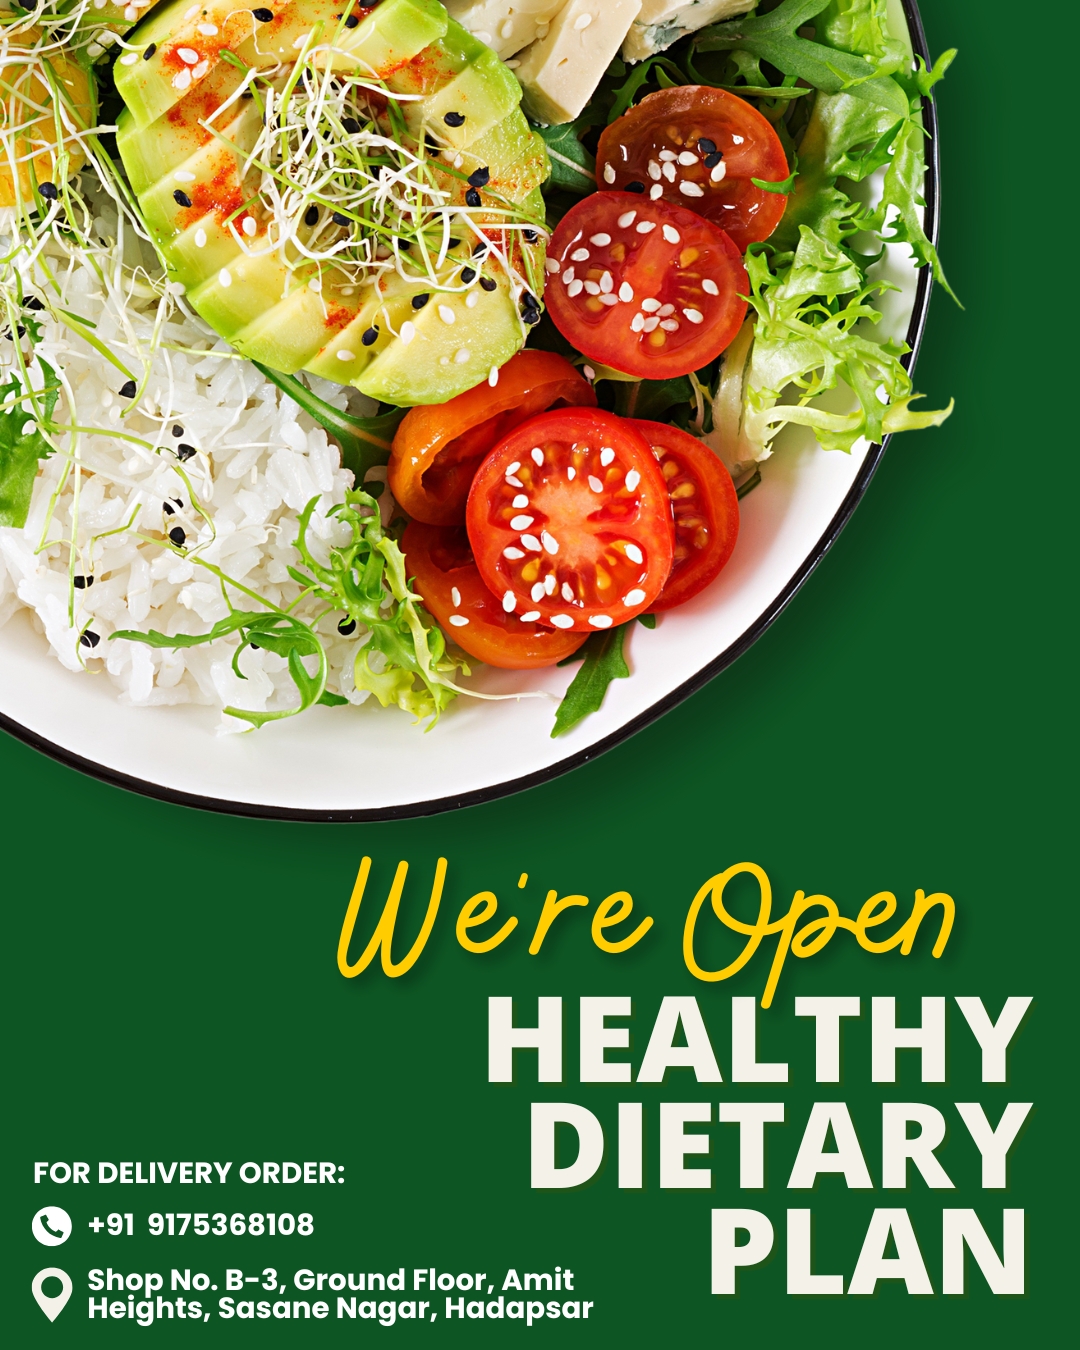 We're Open
HEALTHY
DIETARY
PLAN
FOR DELIVERY ORDER:
+91 9175368108
Shop No. B-3, Ground Floor, Amit
Heights, Sasane Nagar, Hadapsar